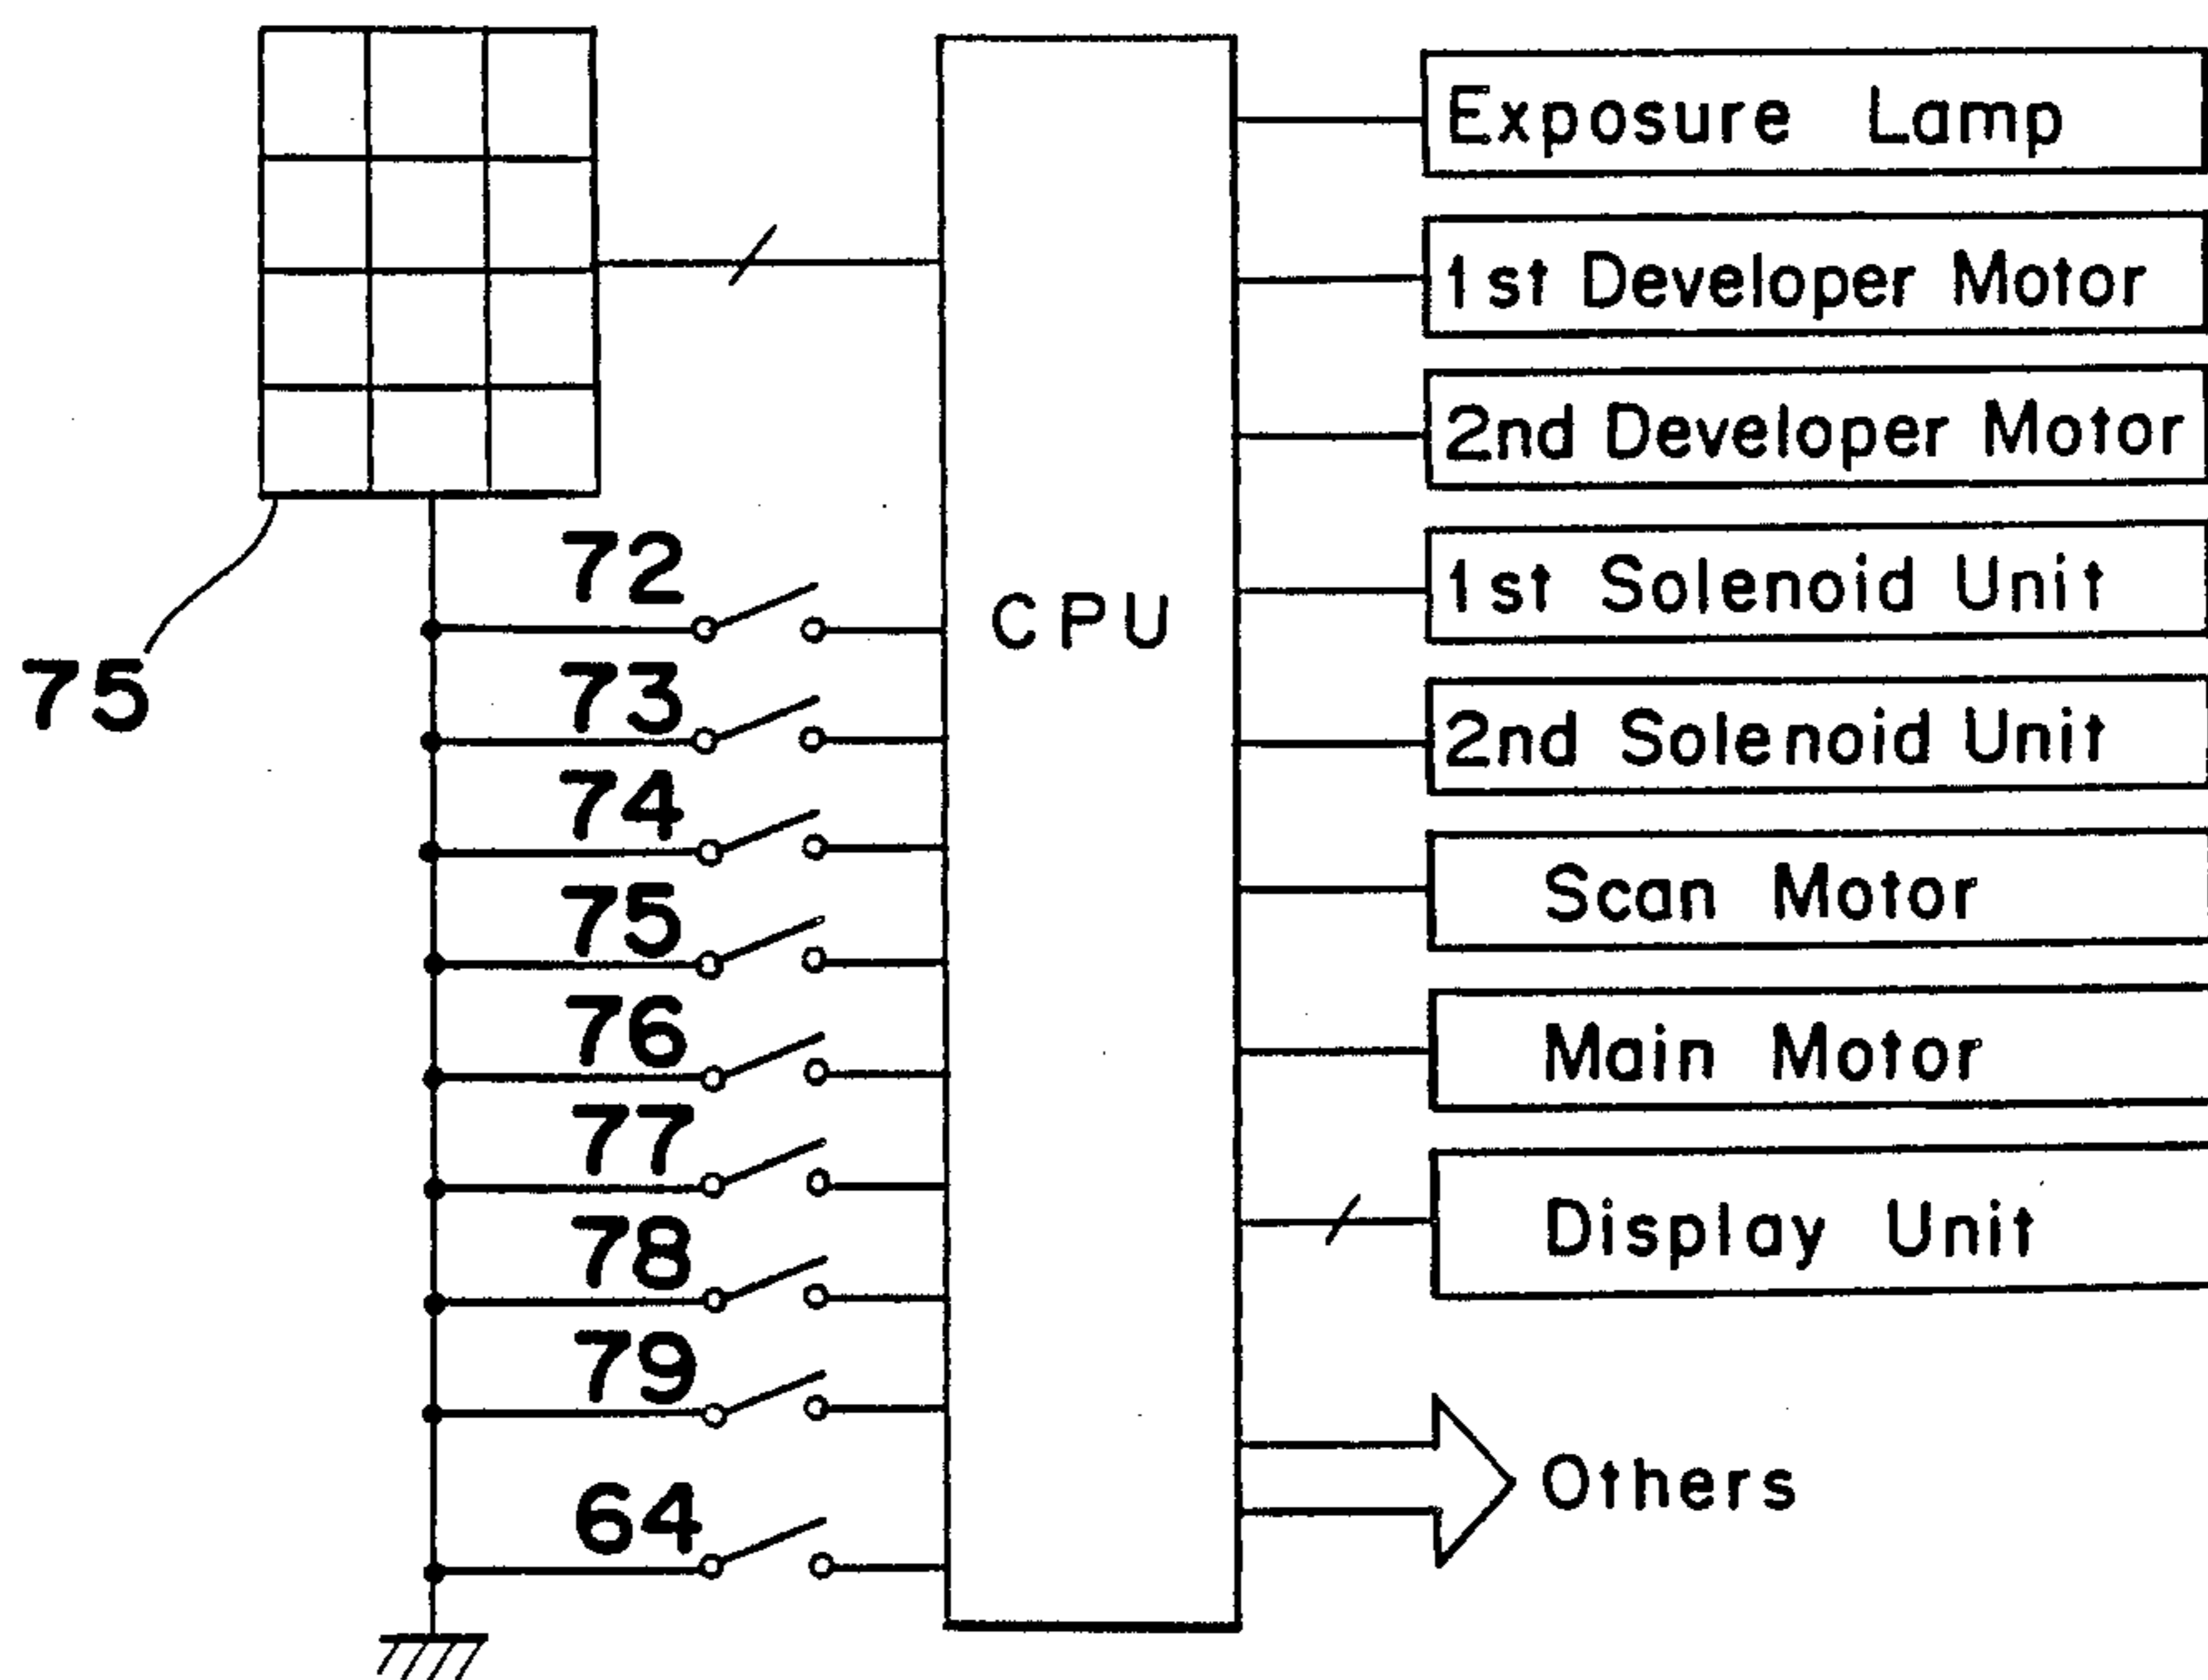 75
72
73
74
75
76
77
78
79
64
CPU
Exposure Lamp
1st Developer Motor
2nd Developer Motor
1st Solenoid Unit
2nd Solenoid Unit
Scan Motor
Main Motor
Display Unit
Others